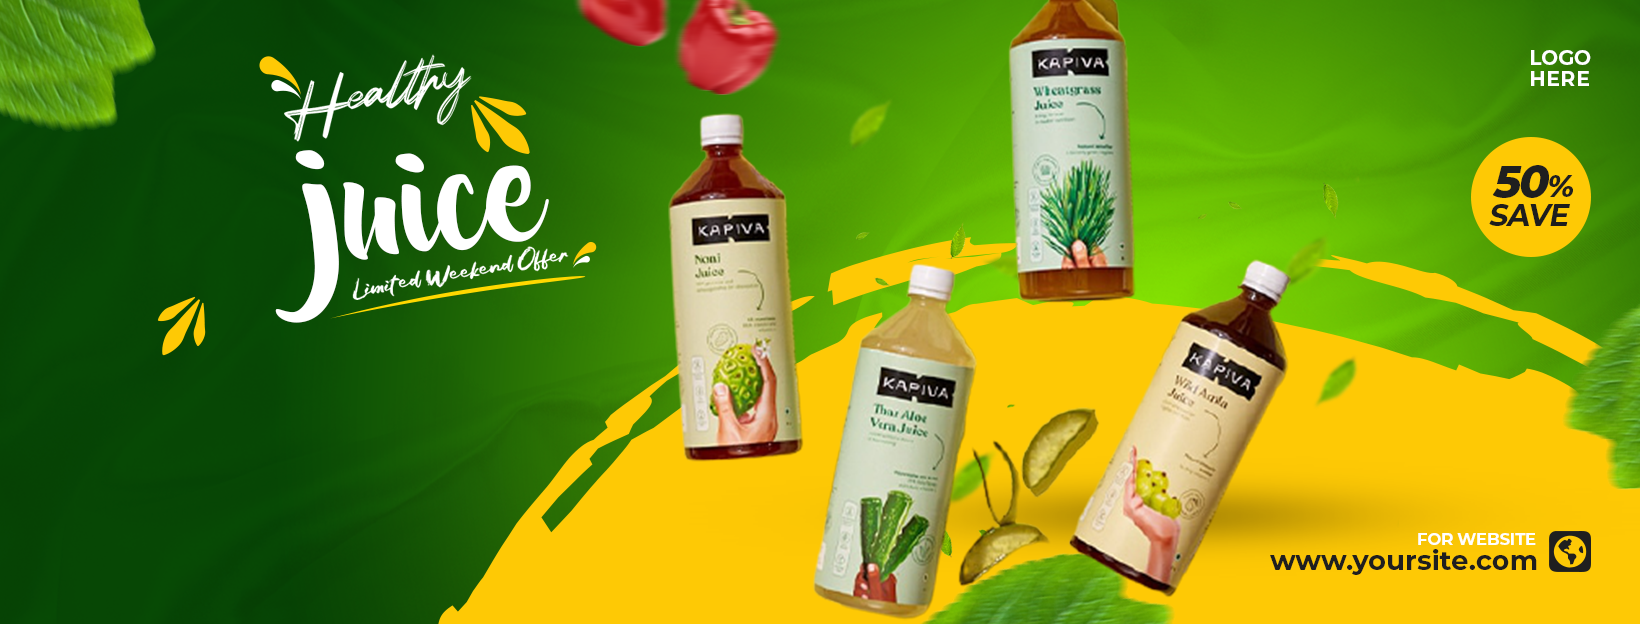 Healthy
juice
Limited Weekend Offer
KAPIVA
Noni
Juice
KAPIVA
Thar Aloe
Vera Juice
KAPIVA
Wheatgrass
Juice
KAPIVA
Wild Amla
Juice
LOGO
HERE
50%
SAVE
FOR WEBSITE
www.yoursite.com